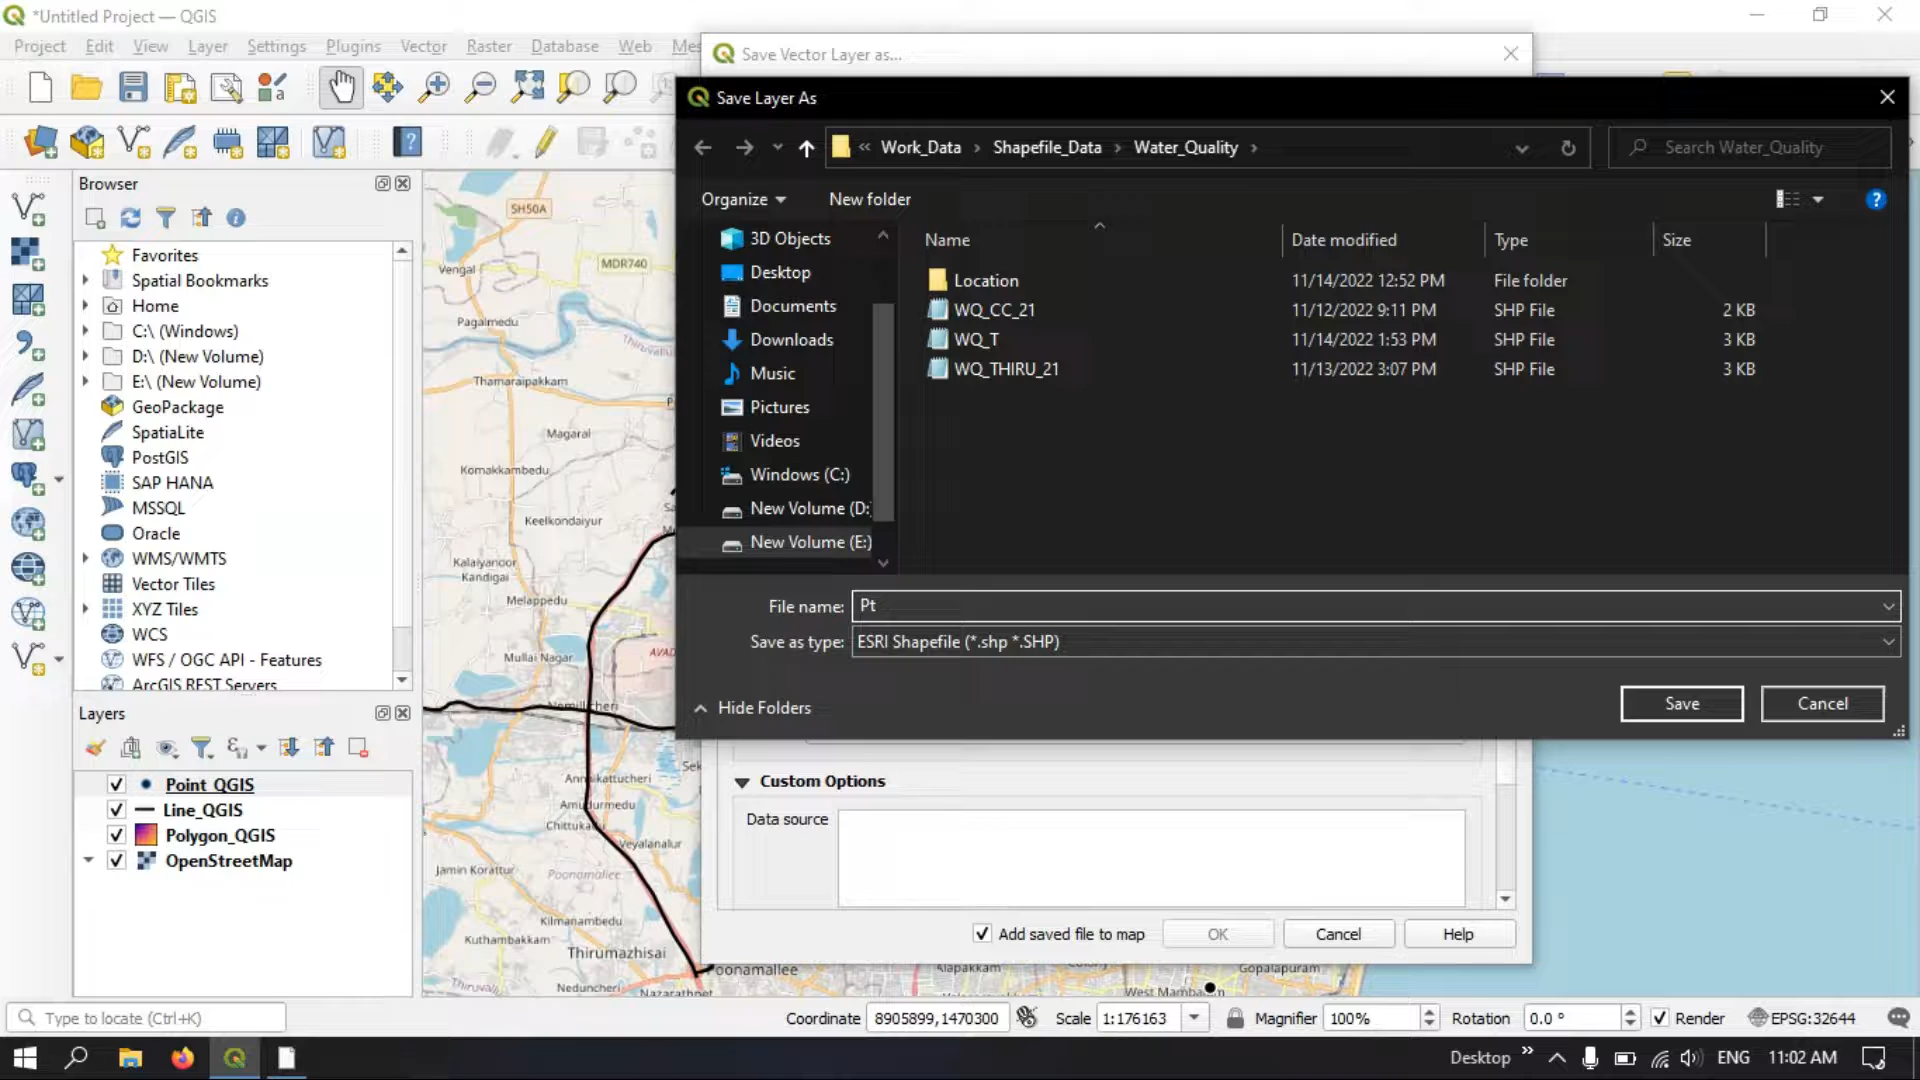 *Untitled Project — QGIS
Project Edit View Layer Settings Plugins Vector Raster Database Web Mes
Save Vector Layer as...
Save Layer As
Work_Data
Shapefile_Data
Water_Quality
Search Water_Quality
Organize
New folder
Name
Date modified
Type
Size
Location 11/14/2022 12:52 PM File folder
WQ_CC_21 11/12/2022 9:11 PM SHP File 2 KB
WQ_T 11/14/2022 1:53 PM SHP File 3 KB
WQ_THIRU_21 11/13/2022 3:07 PM SHP File 3 KB
3D Objects
Desktop
Documents
Downloads
Music
Pictures
Videos
Windows (C:)
New Volume (D:
New Volume (E:)
File name: Pt
Save as type: ESRI Shapefile (*.shp *.SHP)
Hide Folders
Save
Cancel
Browser
Favorites
Spatial Bookmarks
Home
C:\ (Windows)
D:\ (New Volume)
E:\ (New Volume)
GeoPackage
SpatiaLite
PostGIS
SAP HANA
MSSQL
Oracle
WMS/WMTS
Vector Tiles
XYZ Tiles
WCS
WFS / OGC API - Features
ArcGIS REST Servers
Layers
Point_QGIS
Line_QGIS
Polygon_QGIS
OpenStreetMap
SH50A
Vengal
MDR740
Pagalmedu
Thamaraipakkam
Magaral
Komakkambedu
Keelkondaiyur
Kalaiyanoor
Kandigai
Melappedu
Mullai Nagar
AVAD
Nemilicheri
Annaikattucheri
Amudurmedu
Chittukadu
Veyalanalur
Jamin Korattur
Poonamallee
Kilmanambedu
Kuthambakkam
Thirumazhisai
Poonamallee
Neduncheri
Nazarathpet
Alapakkam
Gopalapuram
West Mambalam
Custom Options
Data source
Add saved file to map
OK
Cancel
Help
Type to locate (Ctrl+K)
Coordinate 8905899,1470300
Scale 1:176163
Magnifier 100%
Rotation 0.0 °
Render
EPSG:32644
Desktop
ENG
11:02 AM